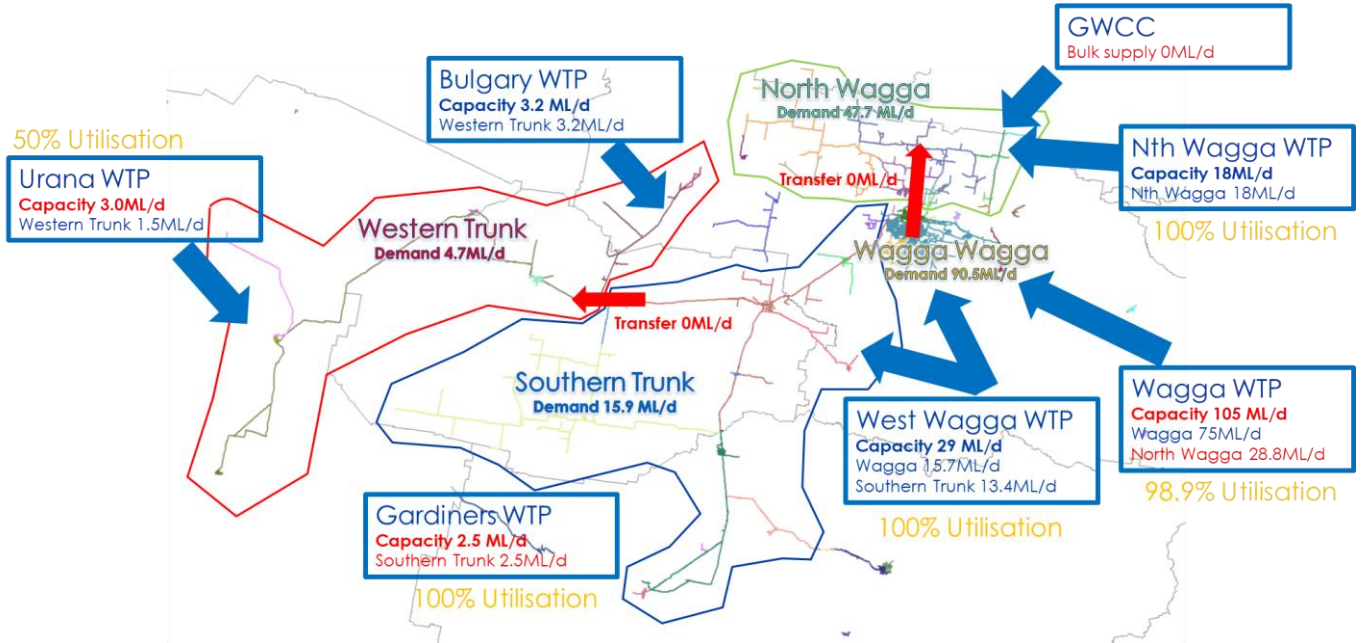 GWCC
Bulk supply 0ML/d
Bulgary WTP
Capacity 3.2 ML/d
Western Trunk 3.2ML/d
North Wagga
Demand 47.7 ML/d
50% Utilisation
Urana WTP
Capacity 3.0ML/d
Western Trunk 1.5ML/d
Nth Wagga WTP
Capacity 18ML/d
Nth Wagga 18ML/d
100% Utilisation
Transfer 0ML/d
Western Trunk
Demand 4.7ML/d
Wagga Wagga
Demand 90.5ML/d
Transfer 0ML/d
Southern Trunk
Demand 15.9 ML/d
West Wagga WTP
Capacity 29 ML/d
Wagga 15.7ML/d
Southern Trunk 13.4ML/d
100% Utilisation
Wagga WTP
Capacity 105 ML/d
Wagga 75ML/d
North Wagga 28.8ML/d
98.9% Utilisation
Gardiners WTP
Capacity 2.5 ML/d
Southern Trunk 2.5ML/d
100% Utilisation